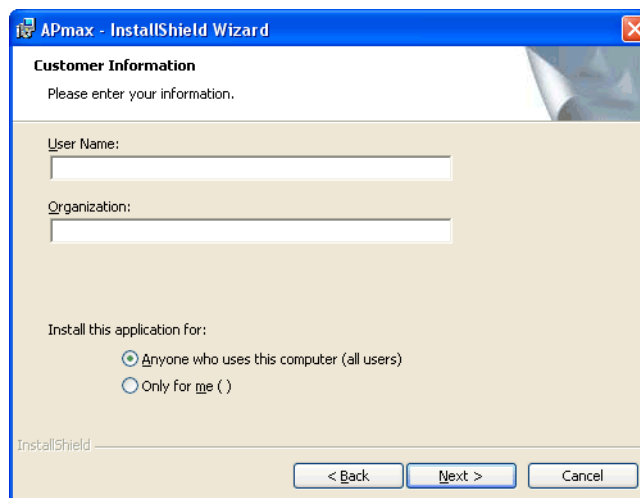 APmax - InstallShield Wizard
Customer Information
Please enter your information.
User Name:
Organization:
Install this application for:
Anyone who uses this computer (all users)
Only for me ( )
InstallShield
< Back Next > Cancel